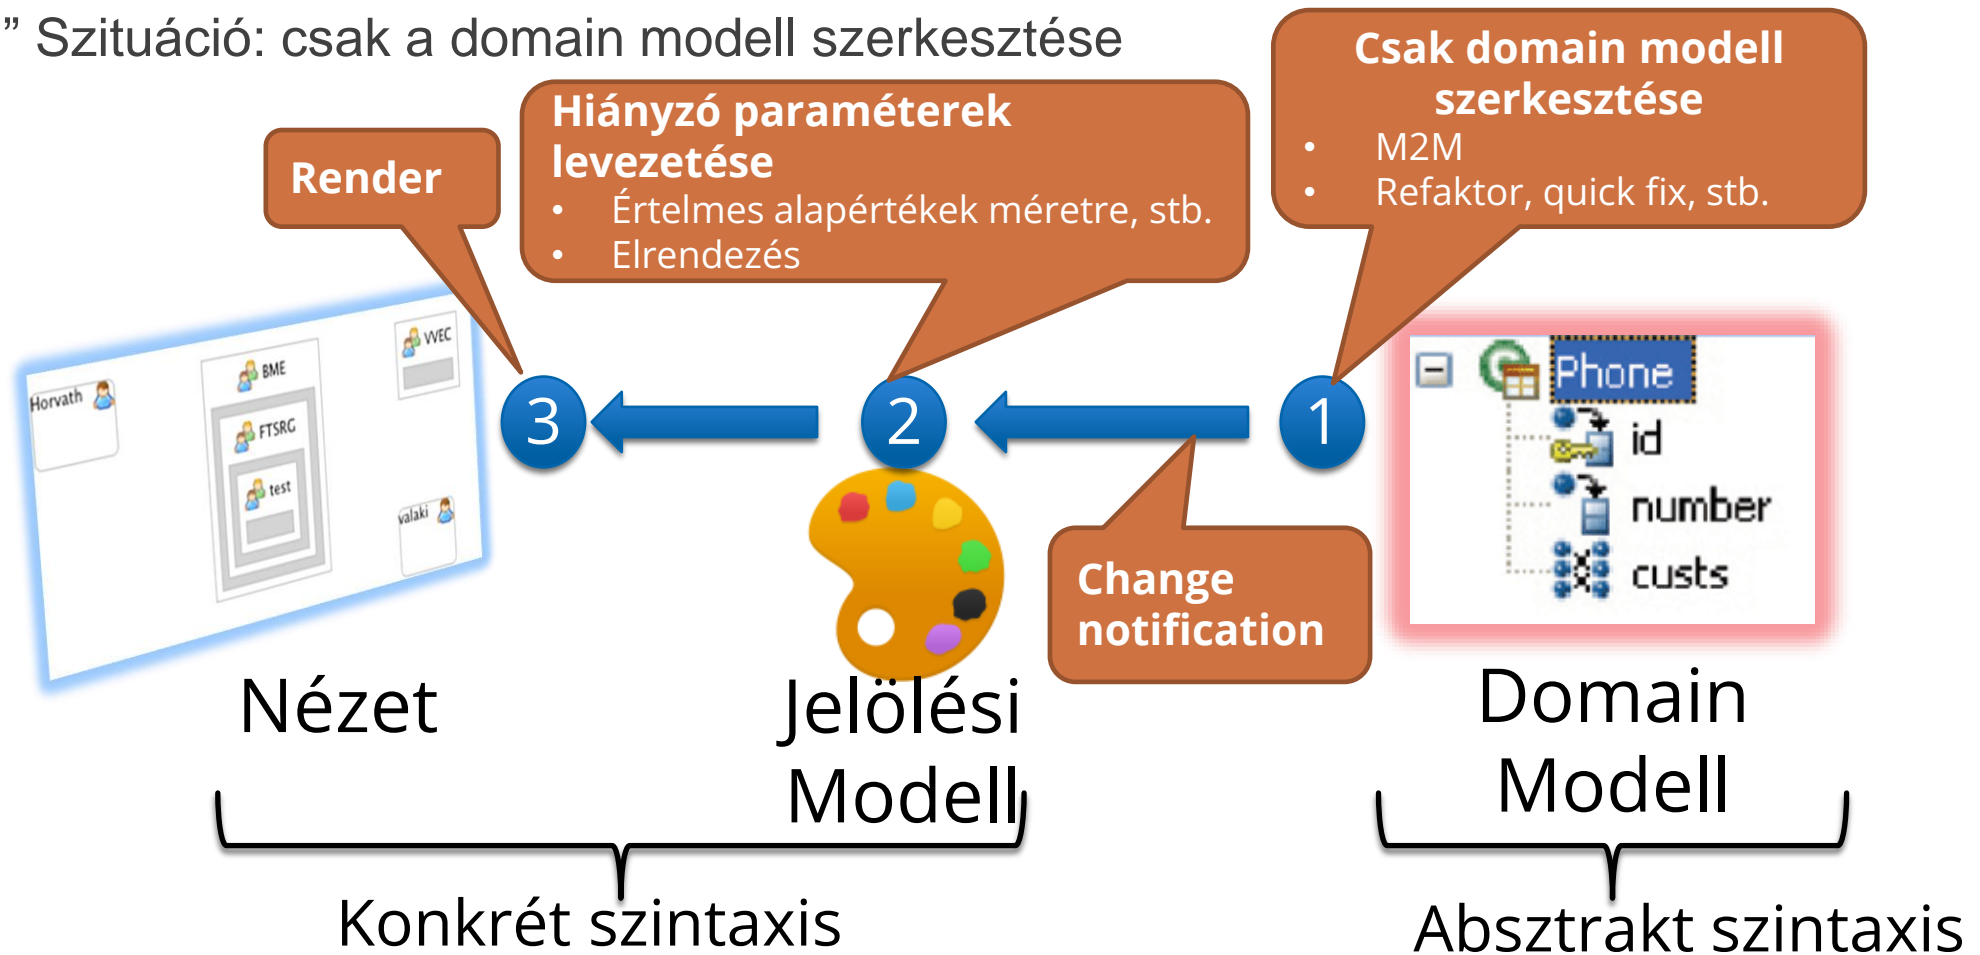 ” Szituáció: csak a domain modell szerkesztése
Csak domain modell
szerkesztése
• M2M
• Refaktor, quick fix, stb.
Hiányzó paraméterek
levezetése
• Értelmes alapértékek méretre, stb.
• Elrendezés
Render
Horvath
BME
FTSRG
test
VVEC
valaki
3
2
1
Phone
id
number
custs
Change
notification
Nézet
Jelölési
Modell
Domain
Modell
Konkrét szintaxis
Absztrakt szintaxis